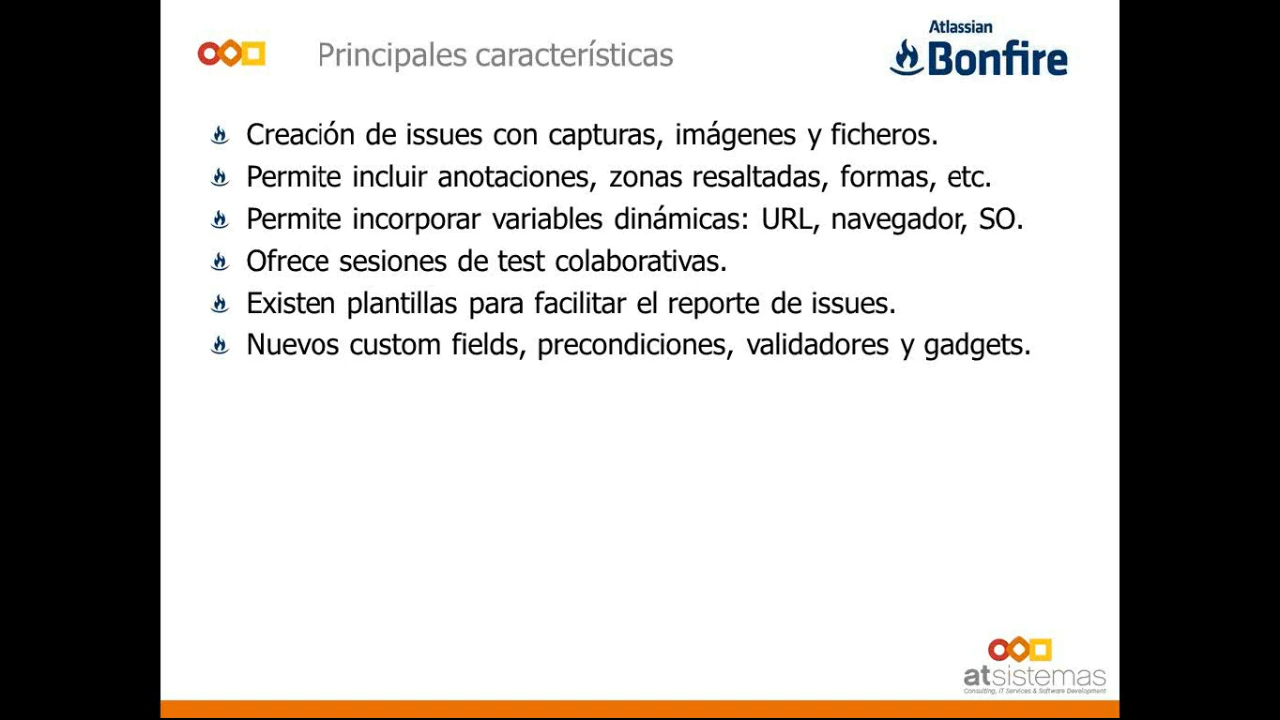 Principales características
Atlassian
Bonfire
Creación de issues con capturas, imágenes y ficheros.
Permite incluir anotaciones, zonas resaltadas, formas, etc.
Permite incorporar variables dinámicas: URL, navegador, SO.
Ofrece sesiones de test colaborativas.
Existen plantillas para facilitar el reporte de issues.
Nuevos custom fields, precondiciones, validadores y gadgets.
atsistemas
Consulting, IT Services & Software Development